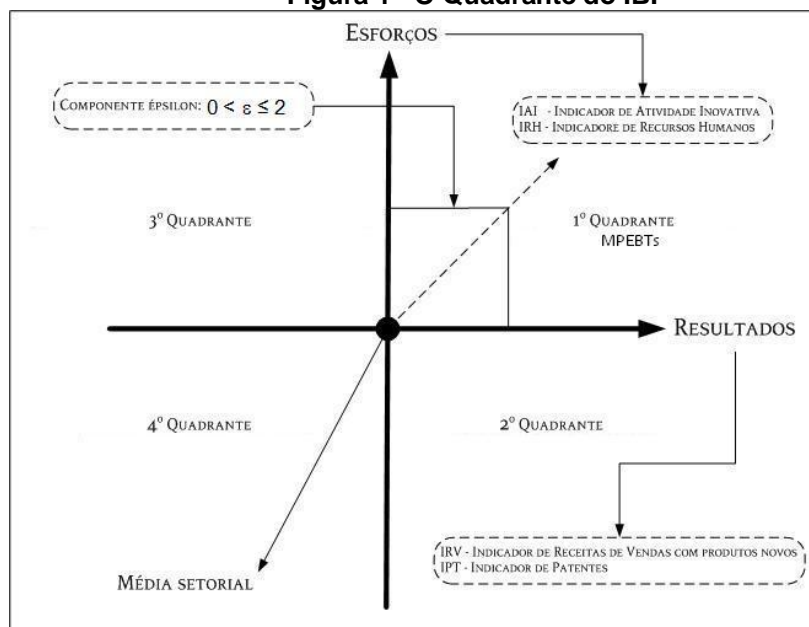 Figura 1 - O Quadrante do IBI
ESFORÇOS
COMPONENTE ÉPSILON: 0 < ε ≤ 2
IAI - INDICADOR DE ATIVIDADE INOVATIVA
IRH - INDICADORE DE RECURSOS HUMANOS
3º QUADRANTE
1º QUADRANTE
MPEBTs
RESULTADOS
4º QUADRANTE
2º QUADRANTE
IRV - INDICADOR DE RECEITAS DE VENDAS COM PRODUTOS NOVOS
IPT - INDICADOR DE PATENTES
MÉDIA SETORIAL